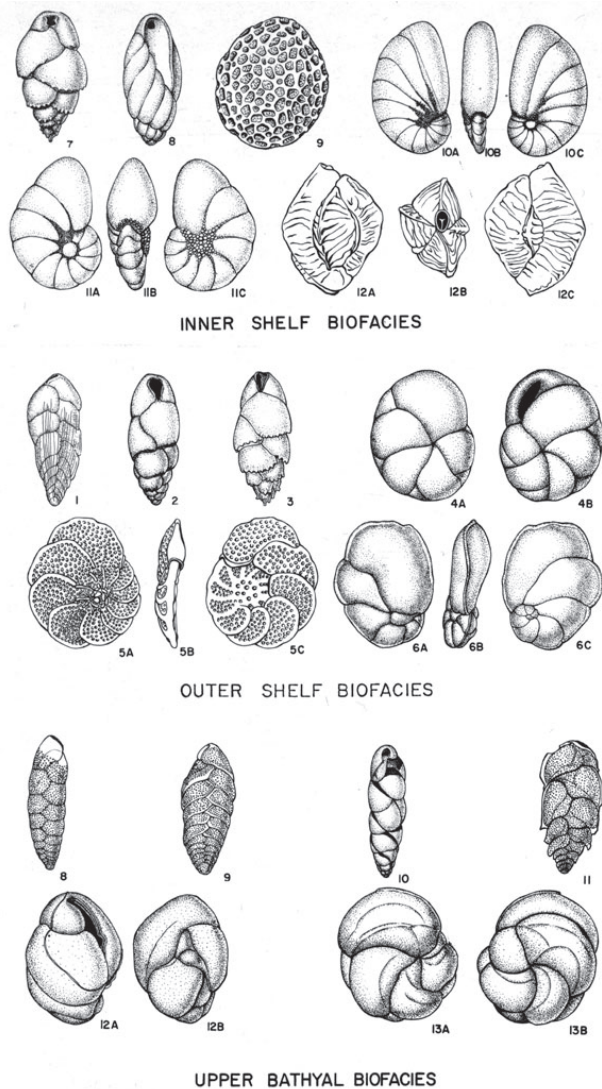 7 8 9 10A 10B 10C
11A 11B 11C 12A 12B 12C
INNER SHELF BIOFACIES
1 2 3 4A 4B
5A 5B 5C 6A 6B 6C
OUTER SHELF BIOFACIES
8 9 10 11
12A 12B 13A 13B
UPPER BATHYAL BIOFACIES